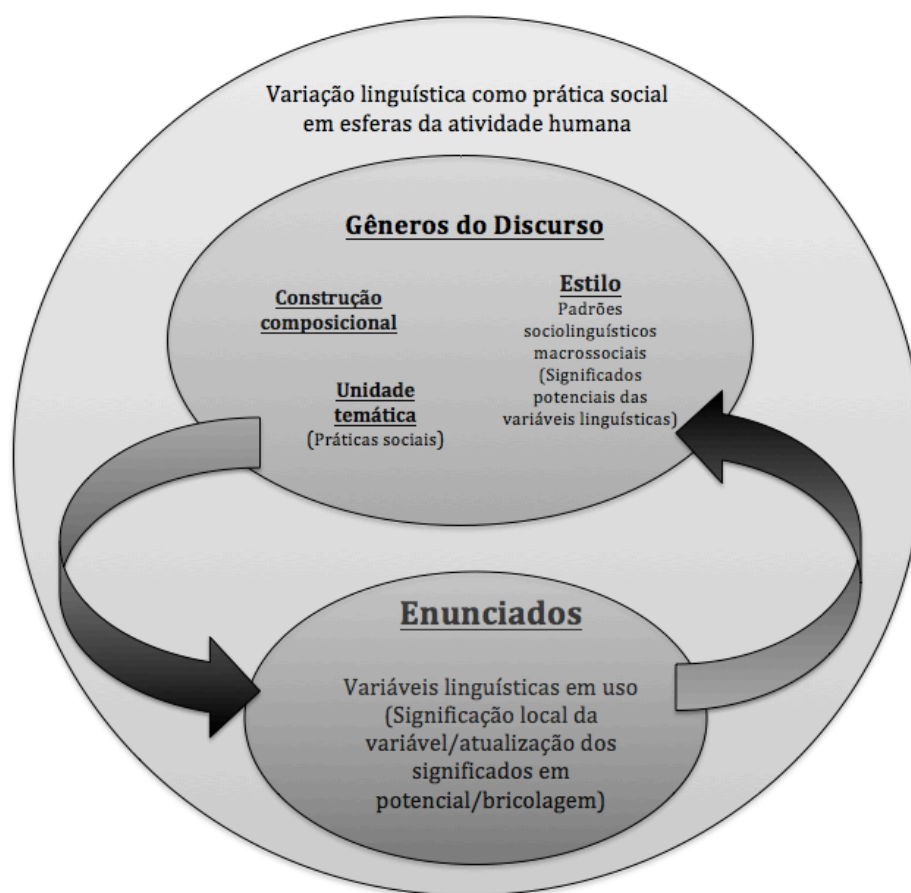 Variação linguística como prática social
em esferas da atividade humana
Gêneros do Discurso
Construção
composicional
Unidade
temática
(Práticas sociais)
Estilo
Padrões
sociolinguísticos
macrossociais
(Significados
potenciais das
variáveis linguísticas)
Enunciados
Variáveis linguísticas em uso
(Significação local da
variável/atualização dos
significados em
potencial/bricolagem)